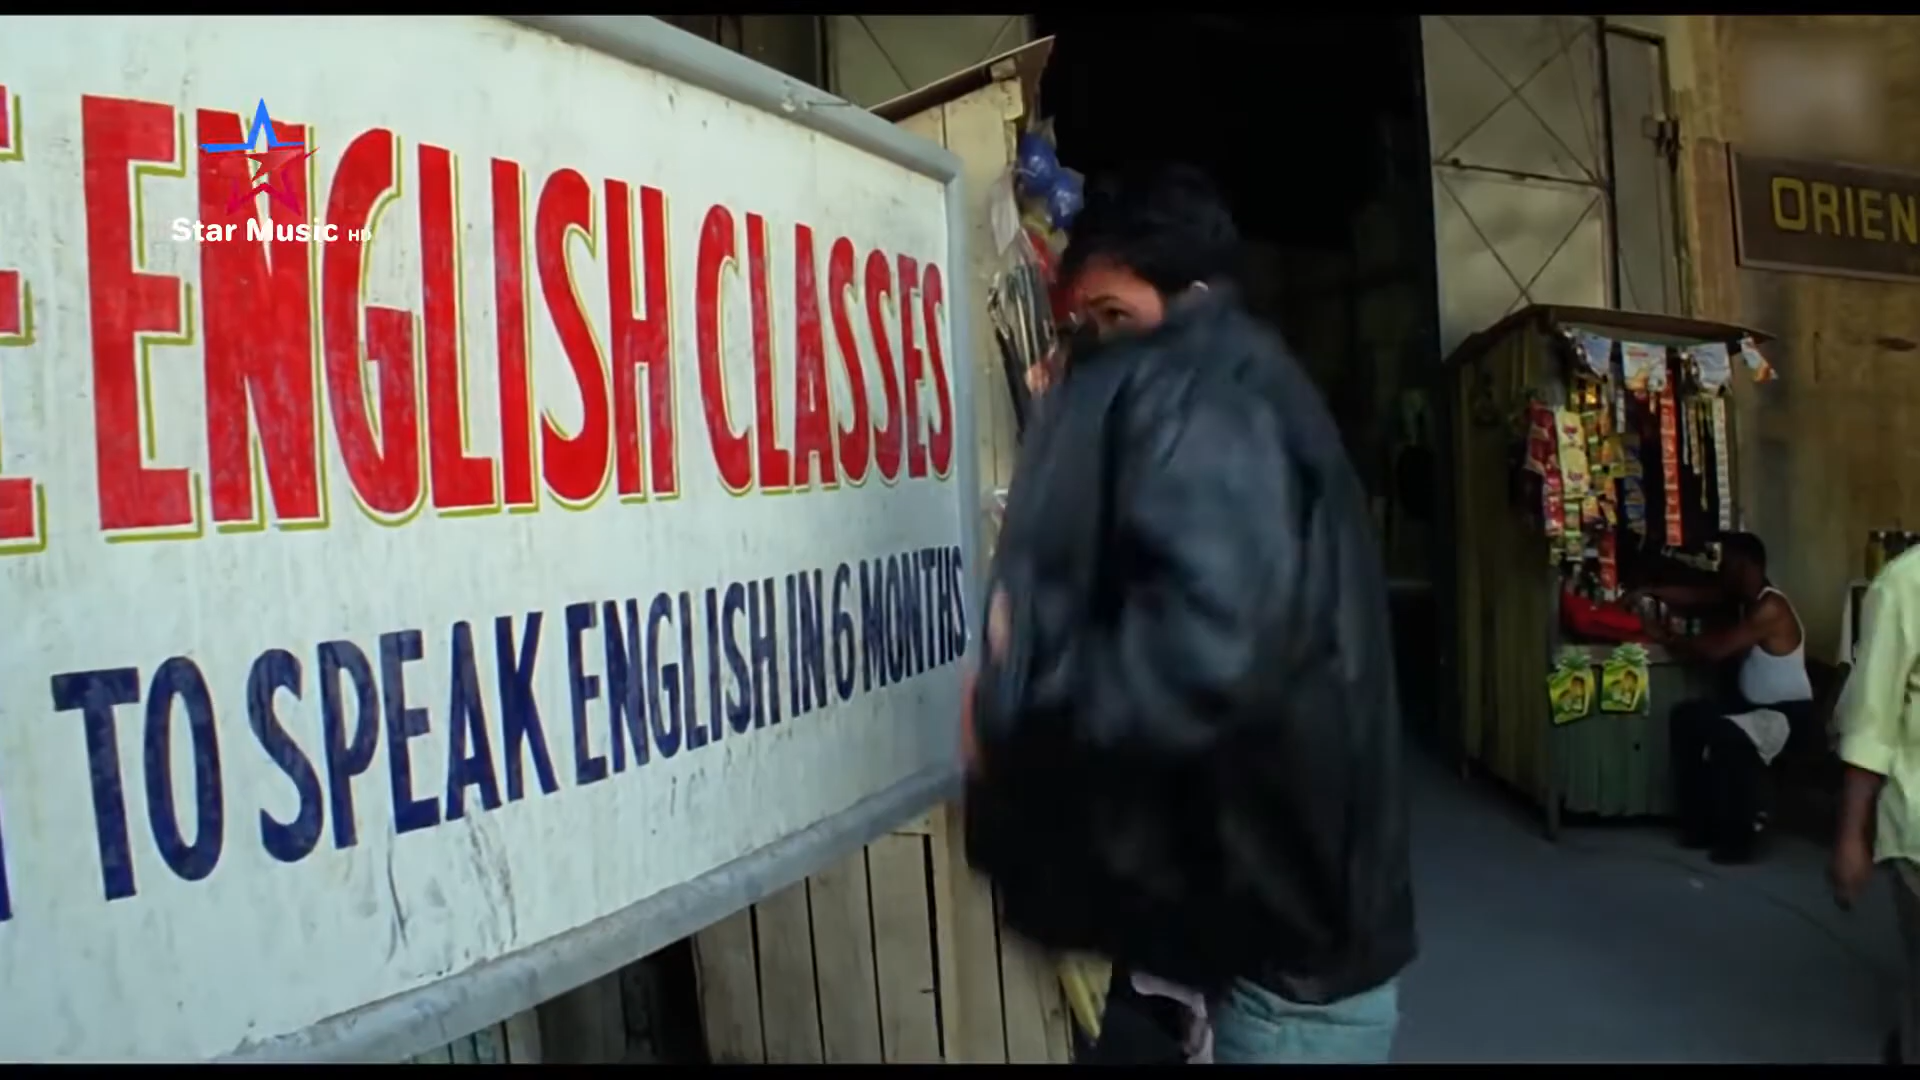 ENGLISH CLASSES
TO SPEAK ENGLISH IN 6 MONTHS
Star Music HD
ORIEN